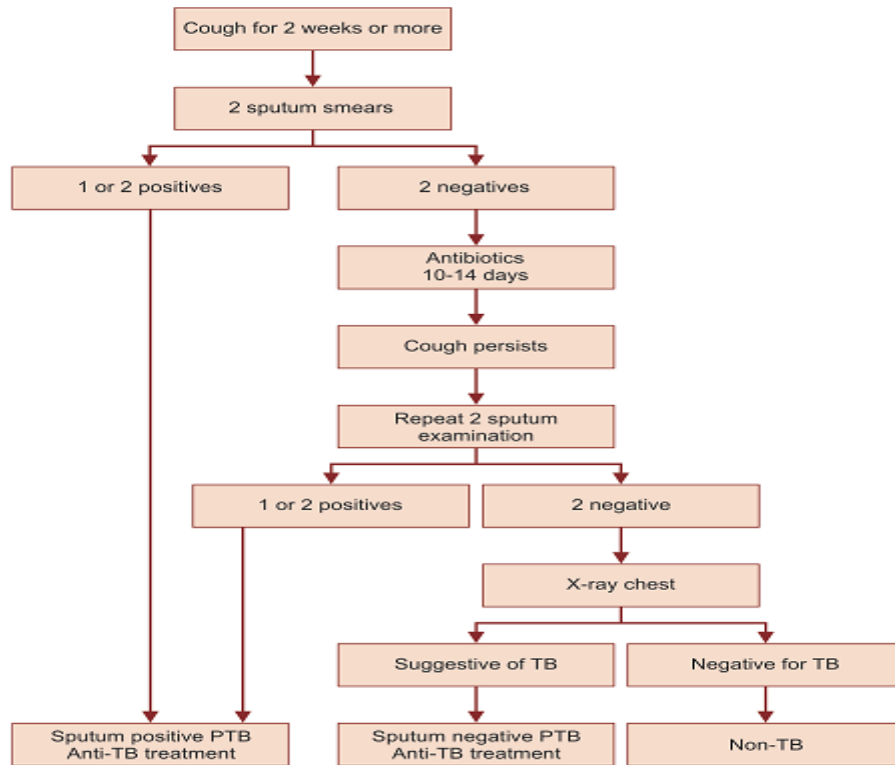 Cough for 2 weeks or more
2 sputum smears
1 or 2 positives
2 negatives
Antibiotics
10-14 days
Cough persists
Repeat 2 sputum
examination
1 or 2 positives
2 negative
X-ray chest
Suggestive of TB
Negative for TB
Sputum positive PTB
Anti-TB treatment
Sputum negative PTB
Anti-TB treatment
Non-TB